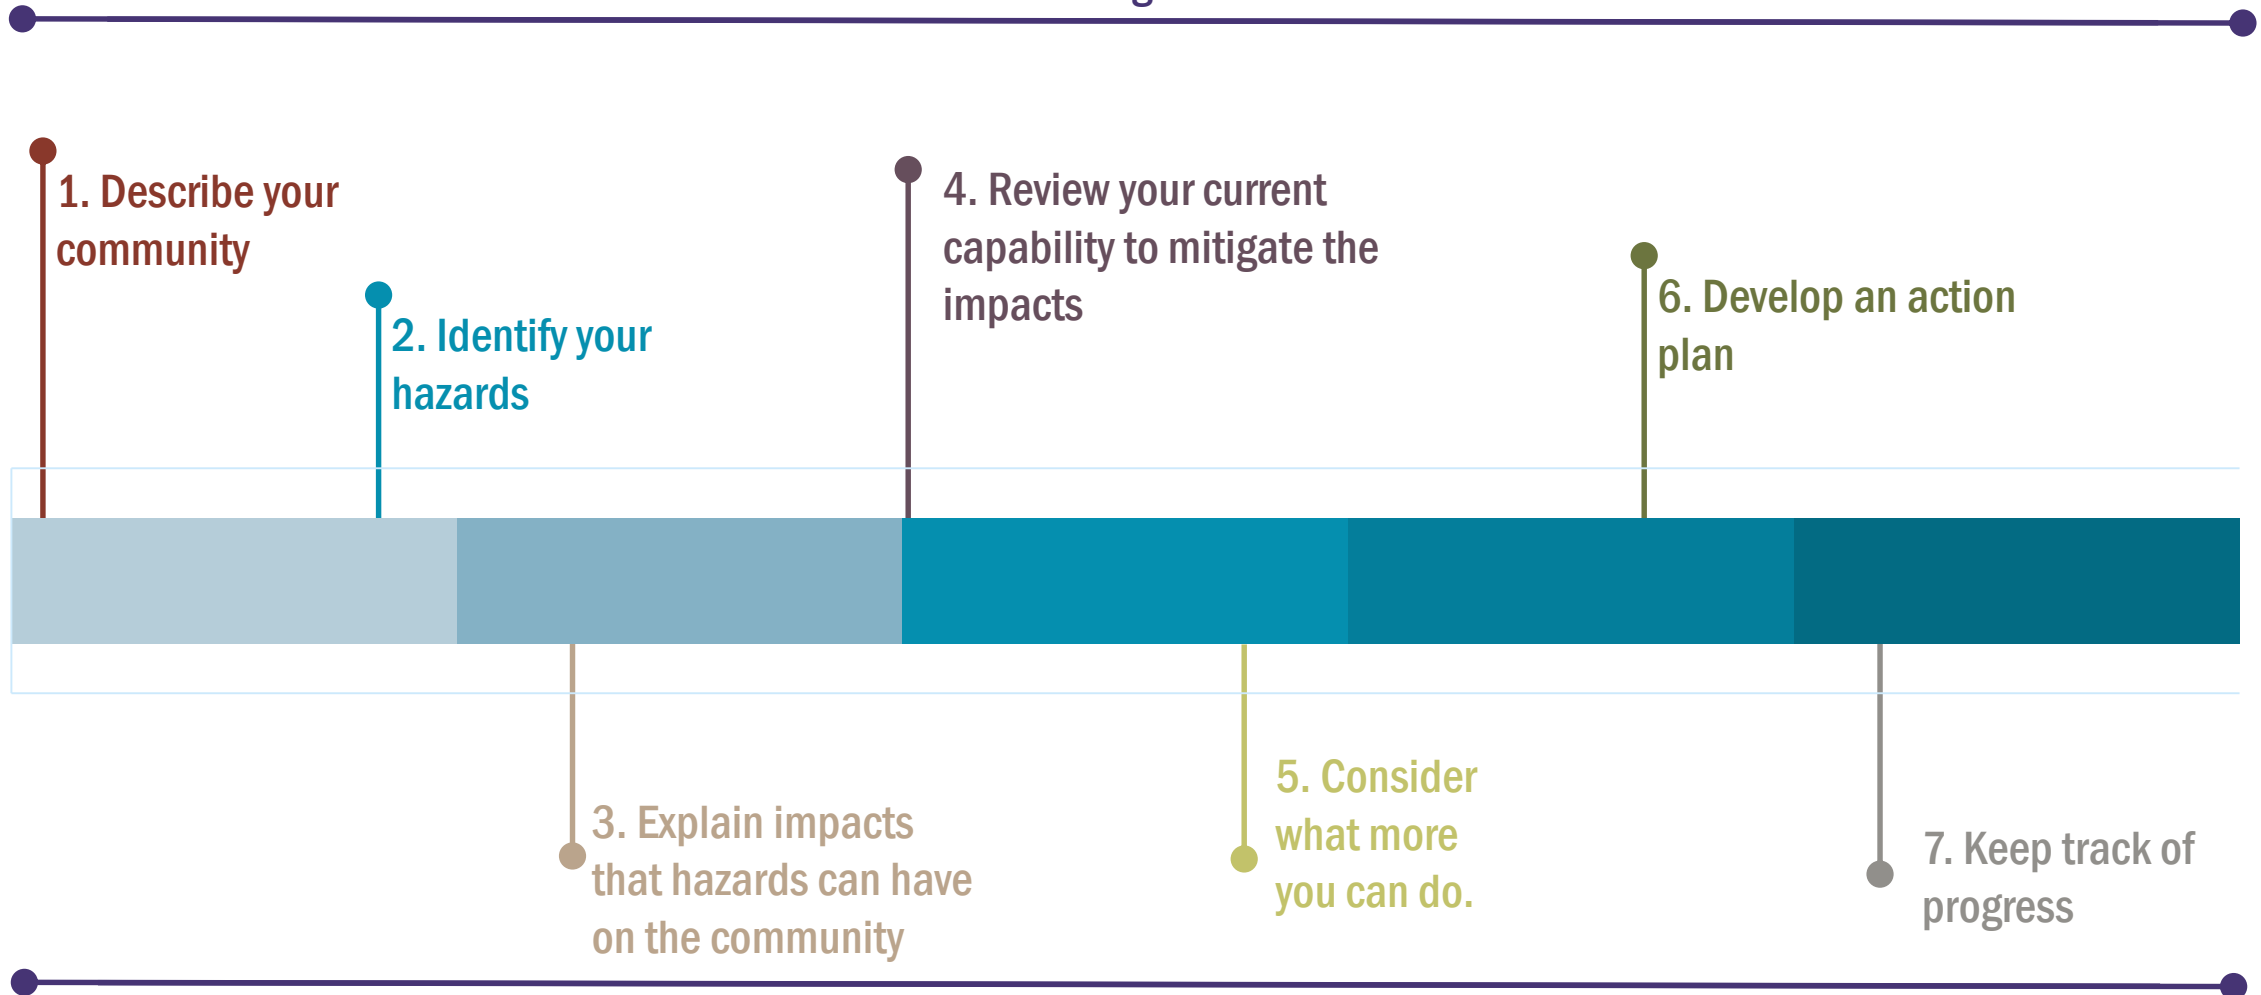 1. Describe your
community
2. Identify your
hazards
3. Explain impacts
that hazards can have
on the community
4. Review your current
capability to mitigate the
impacts
5. Consider
what more
you can do.
6. Develop an action
plan
7. Keep track of
progress